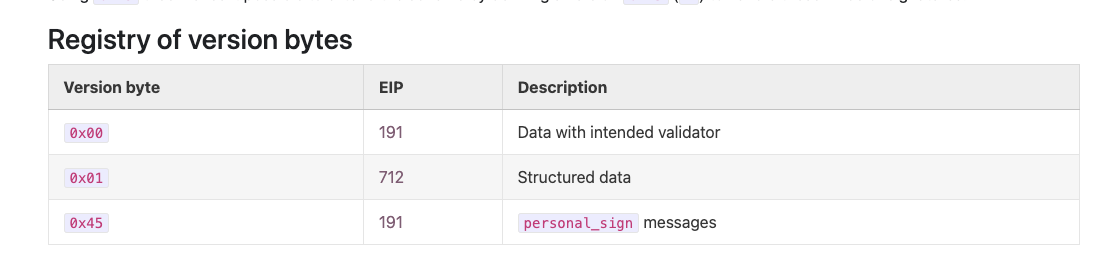 Registry of version bytes
Version byte EIP Description
0x00 191 Data with intended validator
0x01 712 Structured data
0x45 191 personal_sign messages